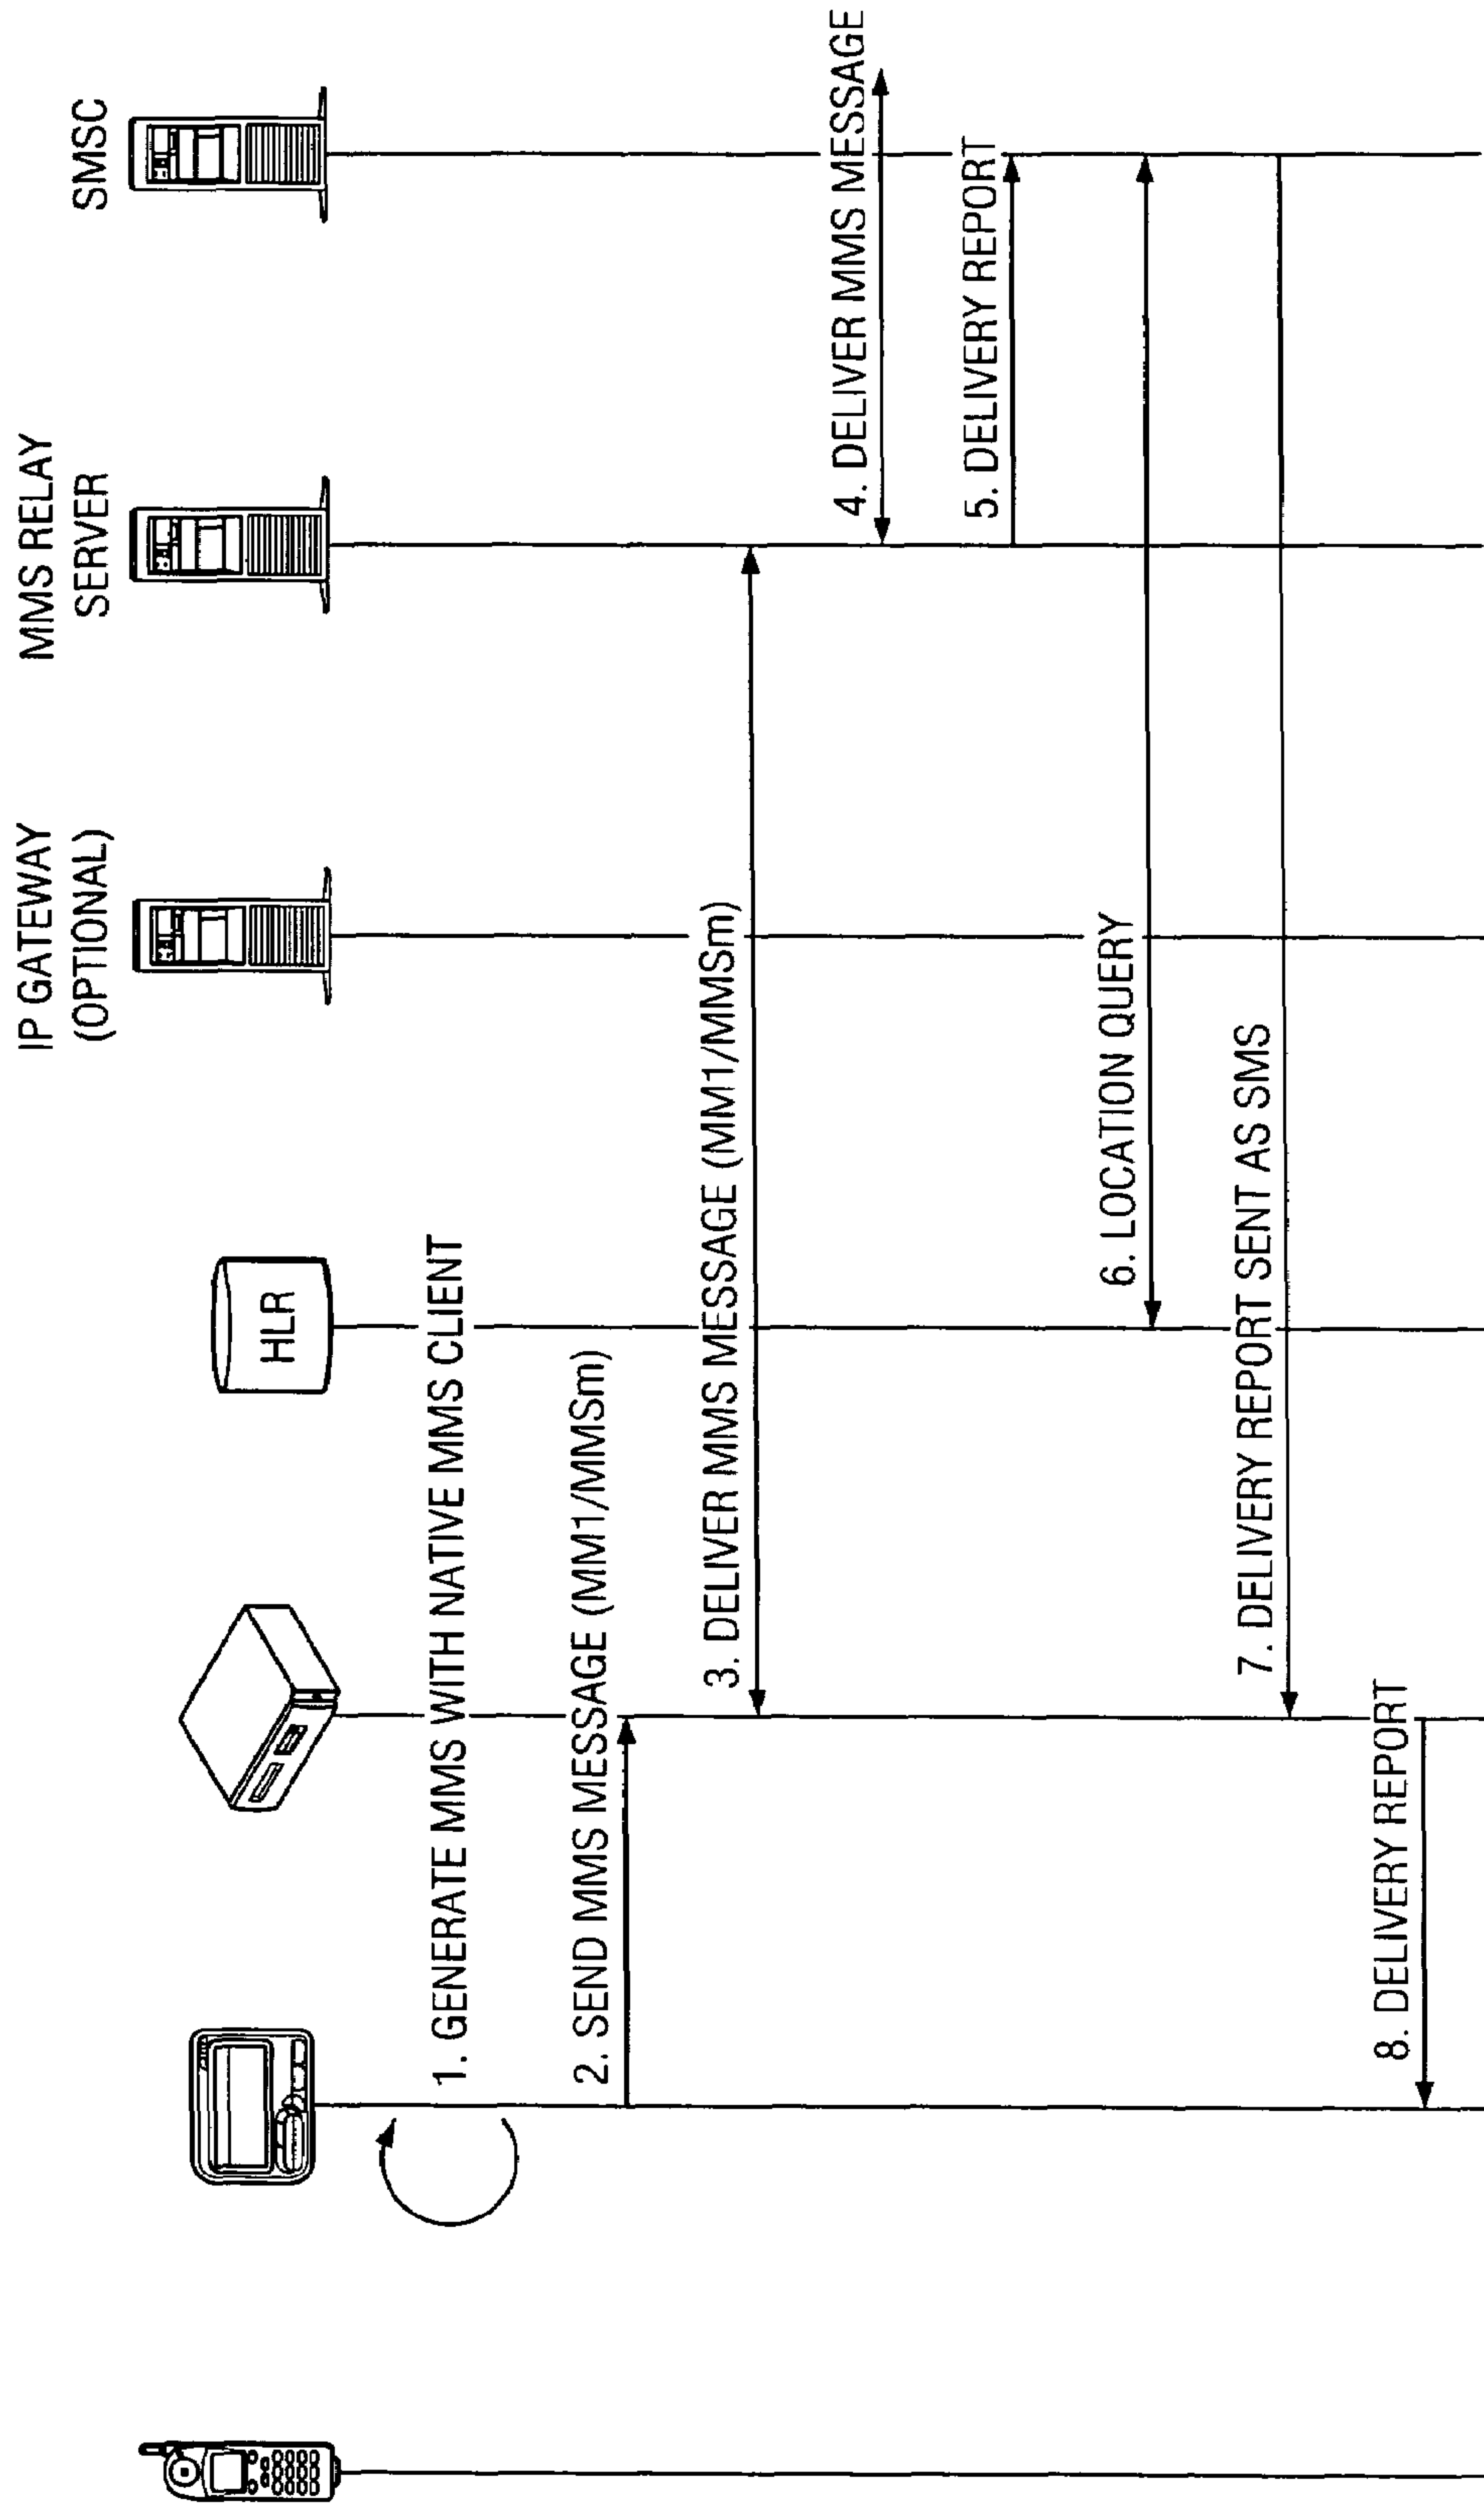 HLR
IP GATEWAY
(OPTIONAL)
MMS RELAY
SERVER
SMSC
1. GENERATE MMS WITH NATIVE MMS CLIENT
2. SEND MMS MESSAGE (MM1/MMSm)
3. DELIVER MMS MESSAGE (MM1/MMSm)
4. DELIVER MMS MESSAGE
5. DELIVERY REPORT
6. LOCATION QUERY
7. DELIVERY REPORT SENT AS SMS
8. DELIVERY REPORT